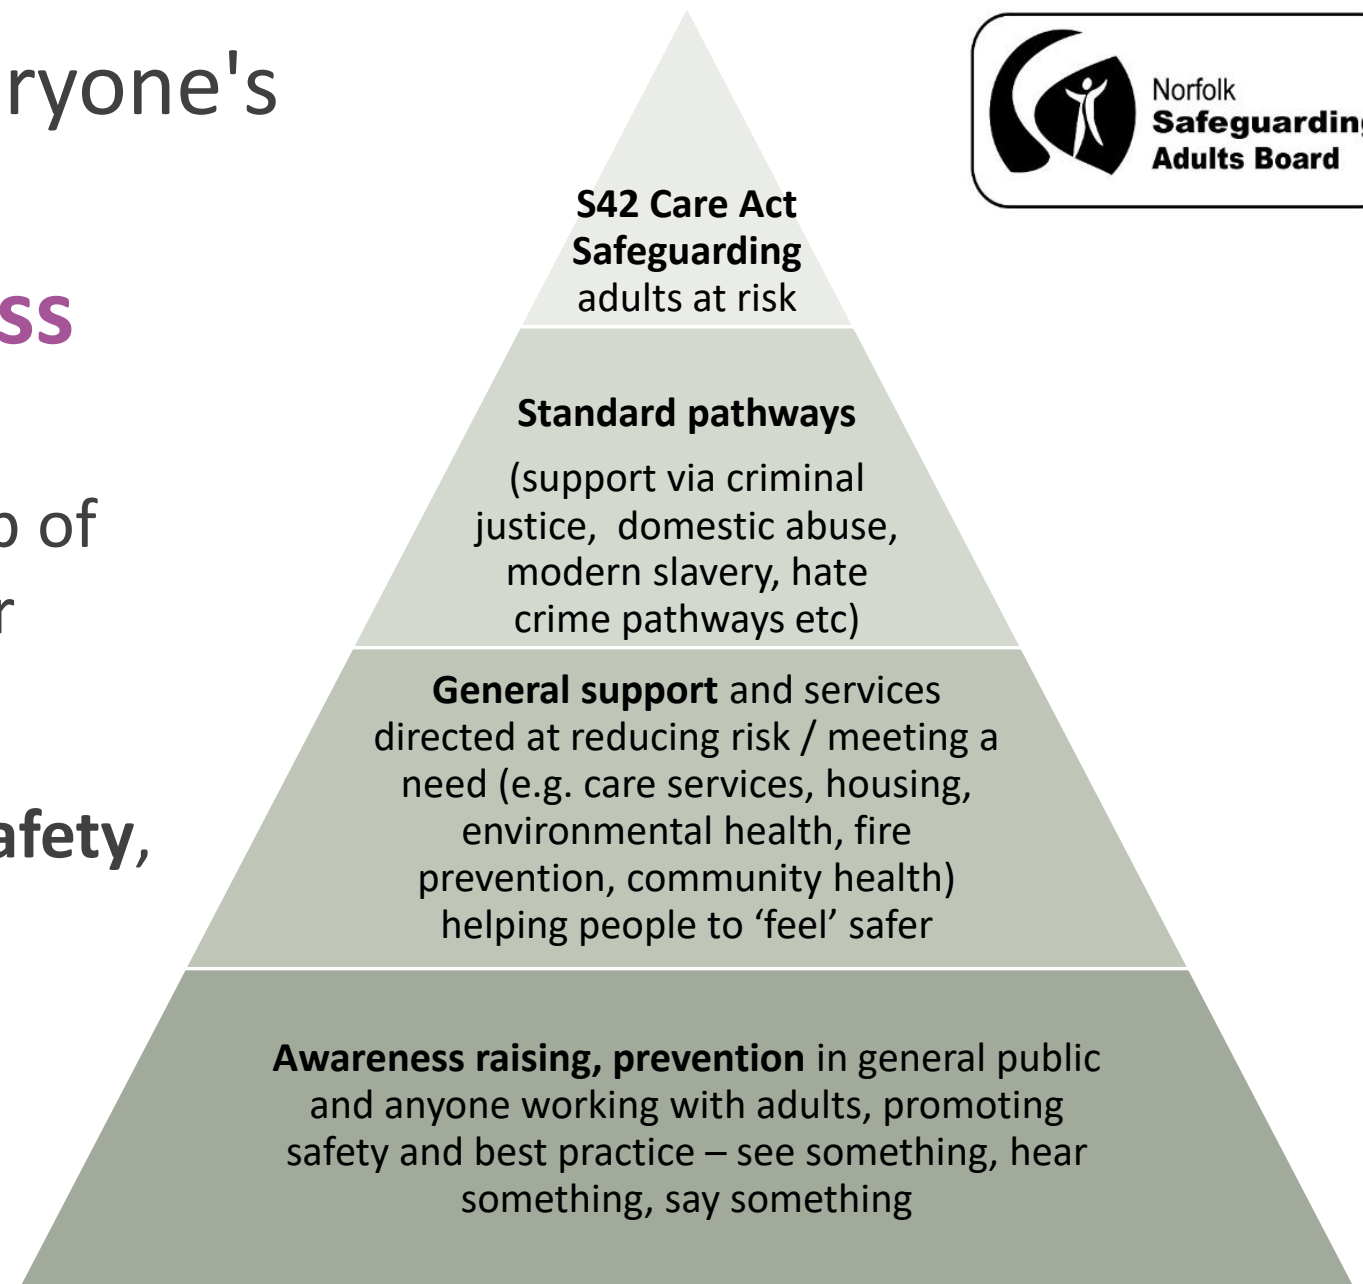 ryone's
ss
of
r
afety,
Norfolk
Safeguarding
Adults Board
S42 Care Act
Safeguarding
adults at risk
Standard pathways
(support via criminal
justice, domestic abuse,
modern slavery, hate
crime pathways etc)
General support and services
directed at reducing risk / meeting a
need (e.g. care services, housing,
environmental health, fire
prevention, community health)
helping people to ‘feel’ safer
Awareness raising, prevention in general public
and anyone working with adults, promoting
safety and best practice – see something, hear
something, say something